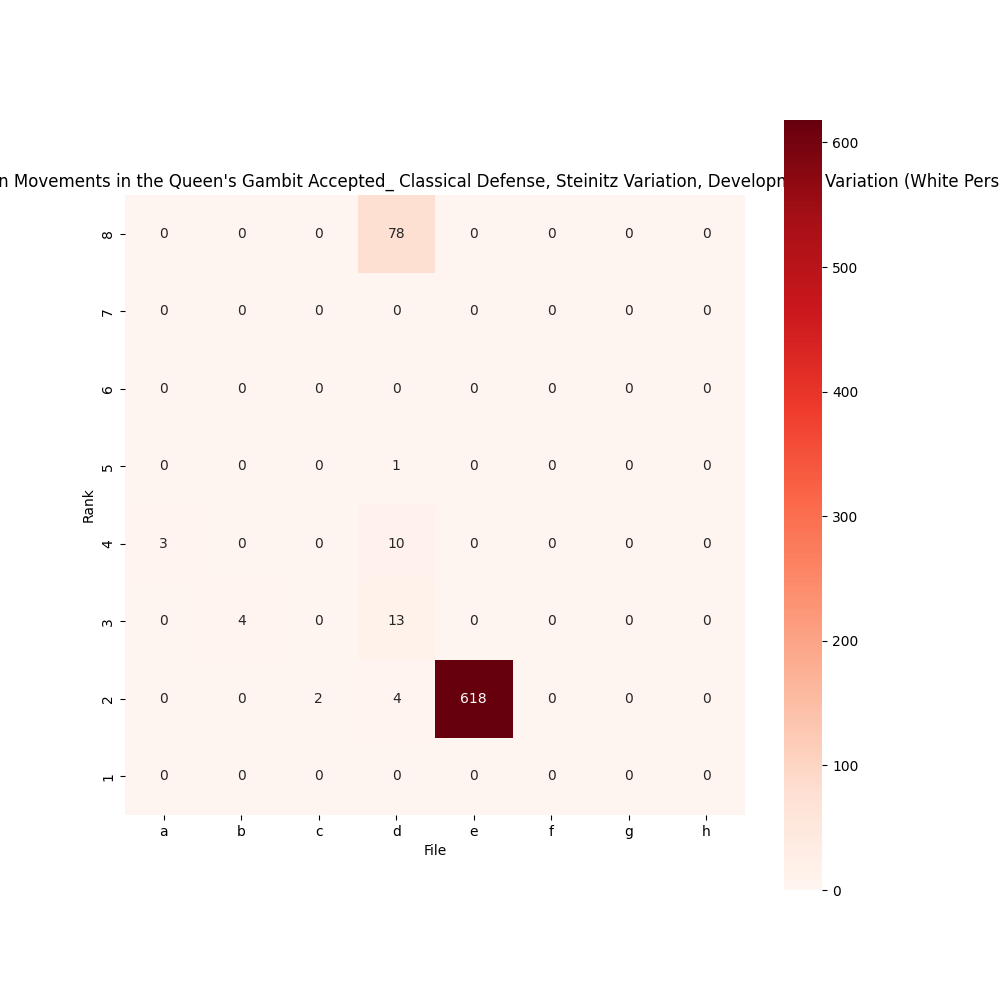 n Movements in the Queen's Gambit Accepted_ Classical Defense, Steinitz Variation, Developm Variation (White Pers
8 0 0 0 78 0 0 0 0
7 0 0 0 0 0 0 0 0
6 0 0 0 0 0 0 0 0
5 0 0 0 1 0 0 0 0
4 3 0 0 10 0 0 0 0
3 0 4 0 13 0 0 0 0
2 0 0 2 4 618 0 0 0
1 0 0 0 0 0 0 0 0
a b c d e f g h
File
Rank
600
500
400
300
200
100
0